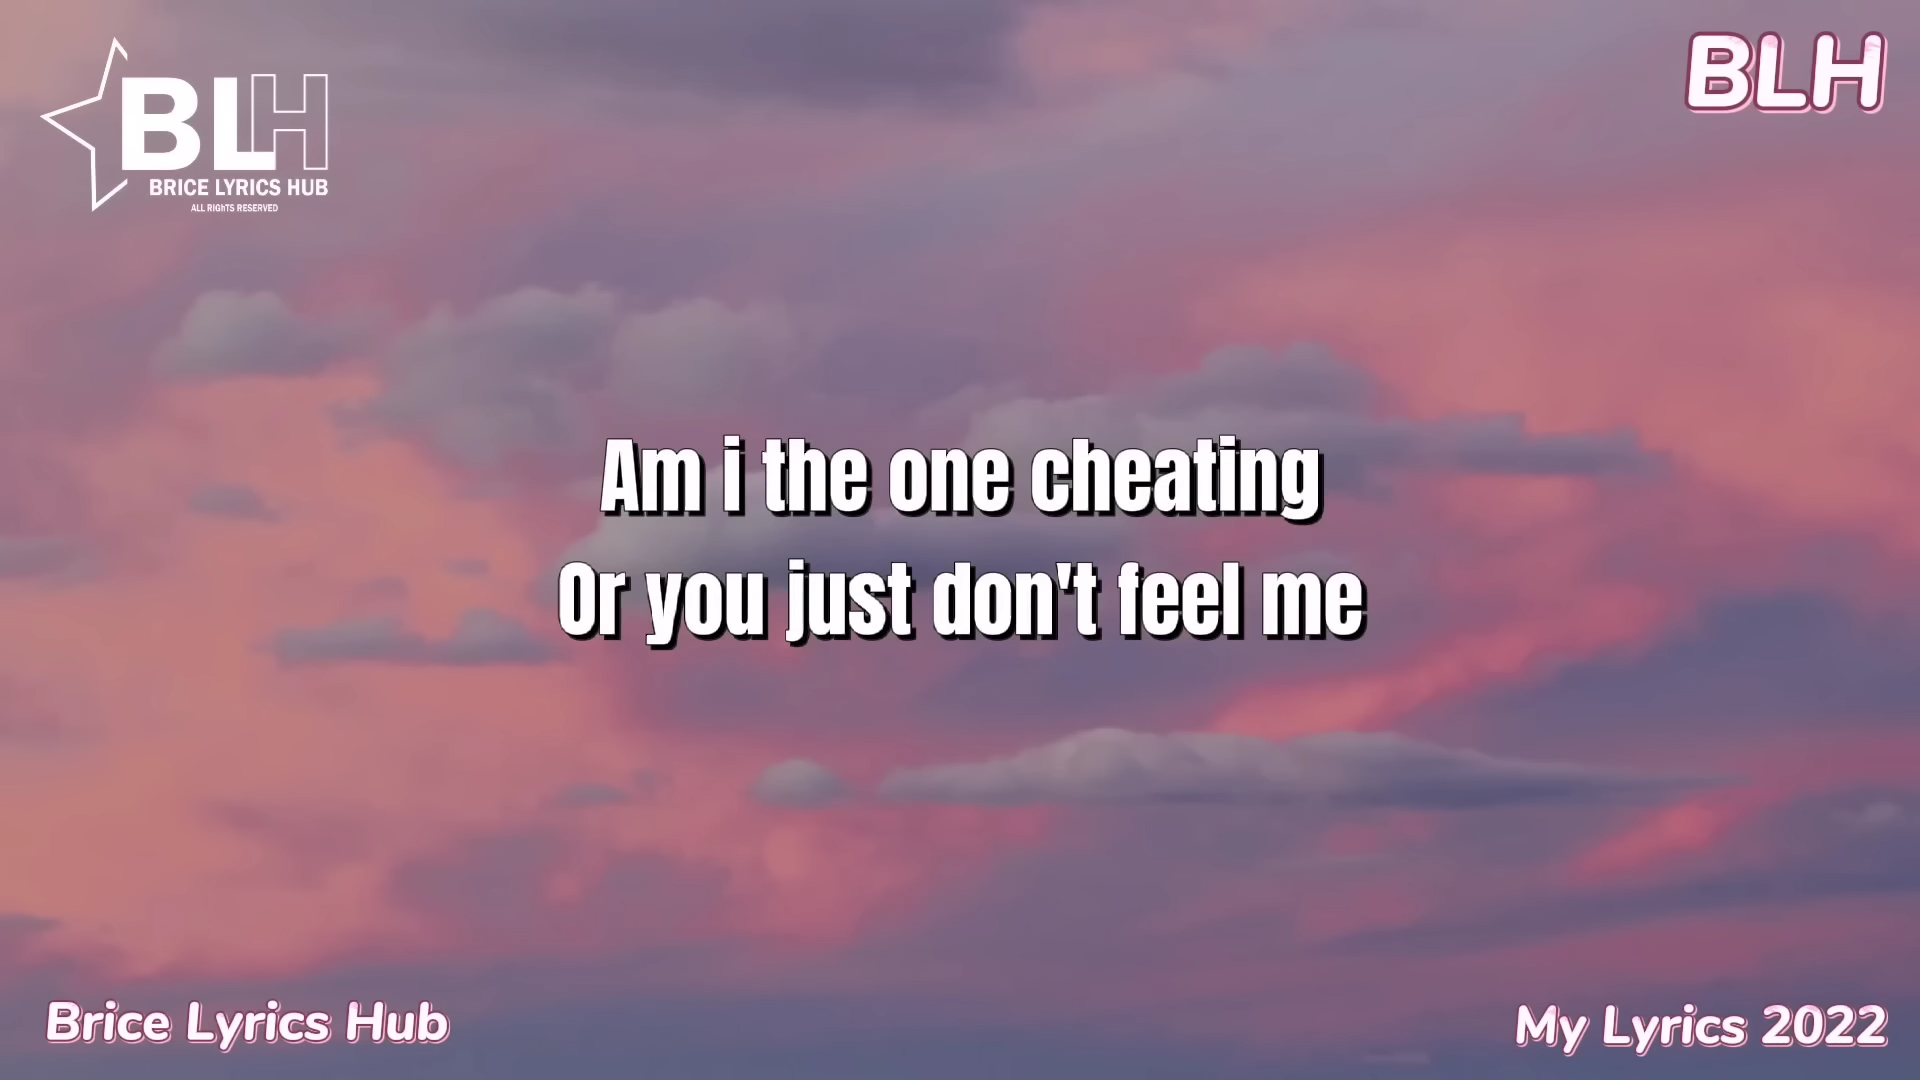 BLH
BRICE LYRICS HUB
ALL RIGHTS RESERVED
BLH
Am i the one cheating
Or you just don't feel me
Brice Lyrics Hub
My Lyrics 2022